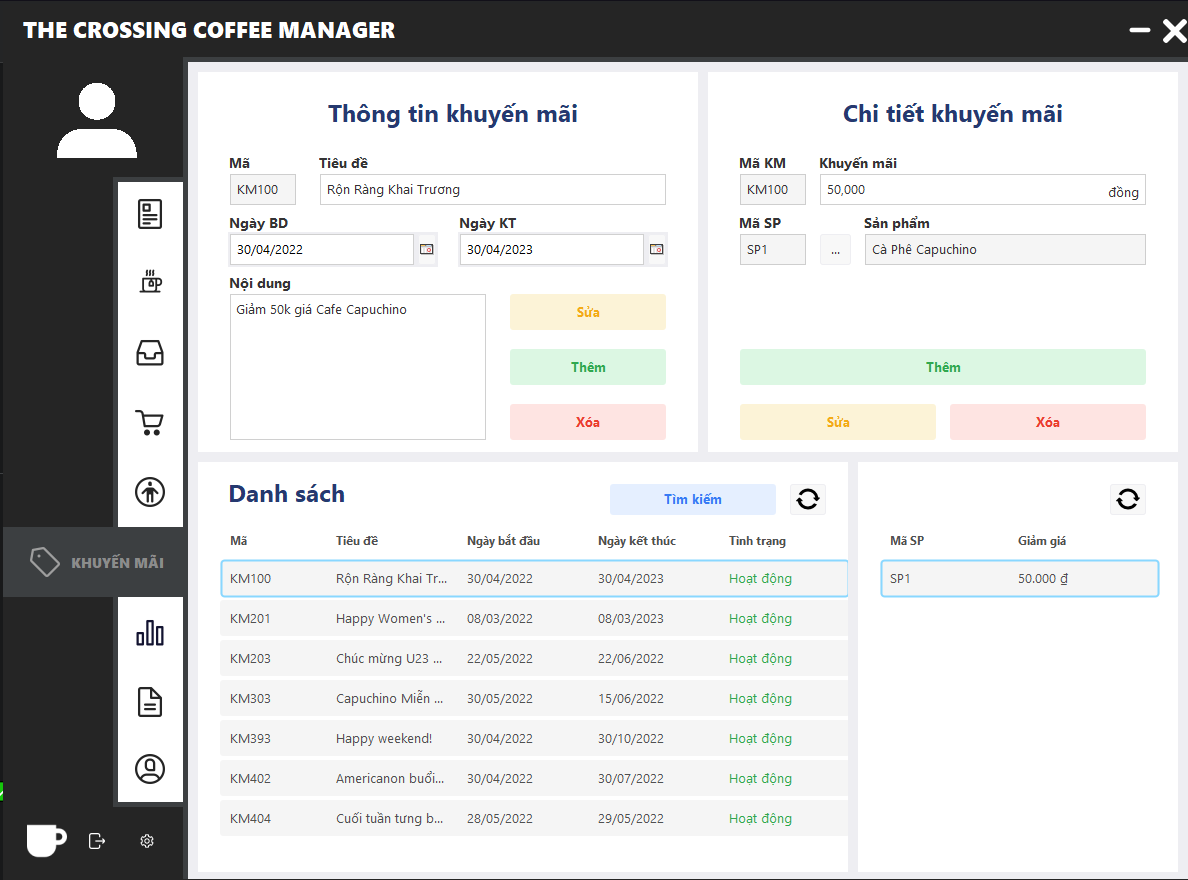 THE CROSSING COFFEE MANAGER
Thông tin khuyến mãi
Mã Tiêu đề
KM100 Rộn Ràng Khai Trương
Ngày BD Ngày KT
30/04/2022 30/04/2023
Nội dung
Giảm 50k giá Cafe Capuchino
Sửa
Thêm
Xóa
Chi tiết khuyến mãi
Mã KM Khuyến mãi
KM100 50,000 đồng
Mã SP Sản phẩm
SP1 ... Cà Phê Capuchino
Thêm
Sửa Xóa
KHUYẾN MÃI
Danh sách Tìm kiếm
Mã Tiêu đề Ngày bắt đầu Ngày kết thúc Tình trạng
KM100 Rộn Ràng Khai Tr... 30/04/2022 30/04/2023 Hoạt động
KM201 Happy Women's ... 08/03/2022 08/03/2023 Hoạt động
KM203 Chúc mừng U23 ... 22/05/2022 22/06/2022 Hoạt động
KM303 Capuchino Miễn ... 30/05/2022 15/06/2022 Hoạt động
KM393 Happy weekend! 30/04/2022 30/10/2022 Hoạt động
KM402 Americanon buổi... 30/04/2022 30/07/2022 Hoạt động
KM404 Cuối tuần tưng b... 28/05/2022 29/05/2022 Hoạt động
Mã SP Giảm giá
SP1 50.000 ₫